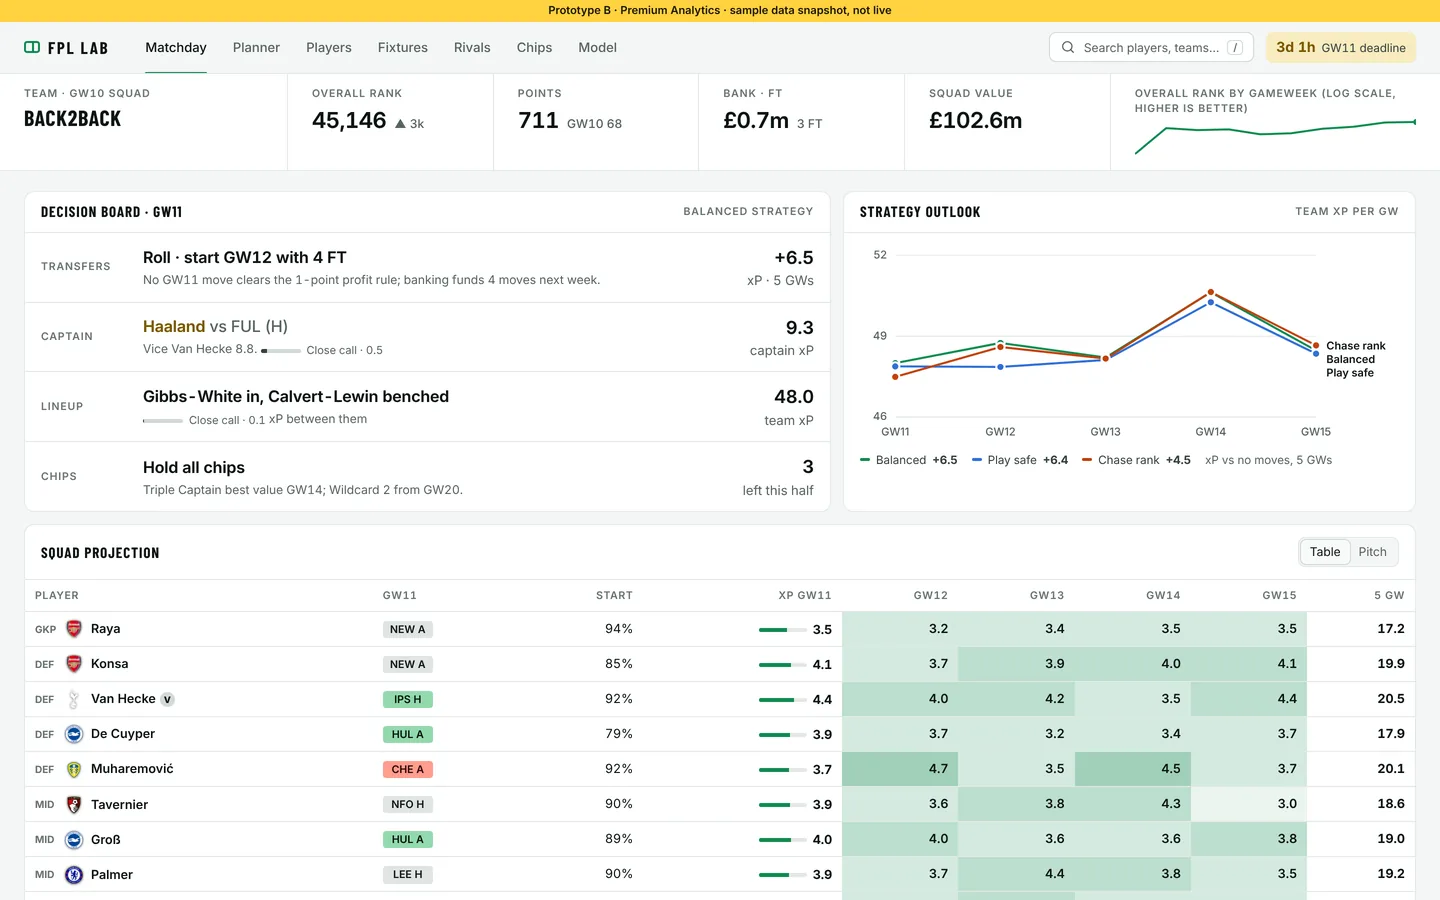 Prototype B · Premium Analytics · sample data snapshot, not live
FPL LAB Matchday Planner Players Fixtures Rivals Chips Model Search players, teams... / 3d 1h GW11 deadline
TEAM · GW10 SQUAD
BACK2BACK
OVERALL RANK
45,146 ▲ 3k
POINTS
711 GW10 68
BANK · FT
£0.7m 3 FT
SQUAD VALUE
£102.6m
OVERALL RANK BY GAMEWEEK (LOG SCALE,
HIGHER IS BETTER)
DECISION BOARD · GW11 BALANCED STRATEGY
TRANSFERS
Roll · start GW12 with 4 FT
No GW11 move clears the 1-point profit rule; banking funds 4 moves next week.
+6.5
xP · 5 GWs
CAPTAIN
Haaland vs FUL (H)
Vice Van Hecke 8.8. Close call · 0.5
9.3
captain xP
LINEUP
Gibbs-White in, Calvert-Lewin benched
Close call · 0.1 xP between them
48.0
team xP
CHIPS
Hold all chips
Triple Captain best value GW14; Wildcard 2 from GW20.
3
left this half
STRATEGY OUTLOOK TEAM XP PER GW
52
49
46
Chase rank
Balanced
Play safe
GW11 GW12 GW13 GW14 GW15
Balanced +6.5 Play safe +6.4 Chase rank +4.5 xP vs no moves, 5 GWs
SQUAD PROJECTION Table Pitch
PLAYER GW11 START XP GW11 GW12 GW13 GW14 GW15 5 GW
GKP Raya NEW A 94% 3.5 3.2 3.4 3.5 3.5 17.2
DEF Konsa NEW A 85% 4.1 3.7 3.9 4.0 4.1 19.9
DEF Van Hecke V IPS H 92% 4.4 4.0 4.2 3.5 4.4 20.5
DEF De Cuyper HUL A 79% 3.9 3.7 3.2 3.4 3.7 17.9
DEF Muharemović CHE A 92% 3.7 4.7 3.5 4.5 3.7 20.1
MID Tavernier NFO H 90% 3.9 3.6 3.8 4.3 3.0 18.6
MID Groß HUL A 89% 4.0 4.0 3.6 3.6 3.8 19.0
MID Palmer LEE H 90% 3.9 3.7 4.4 3.8 3.5 19.2